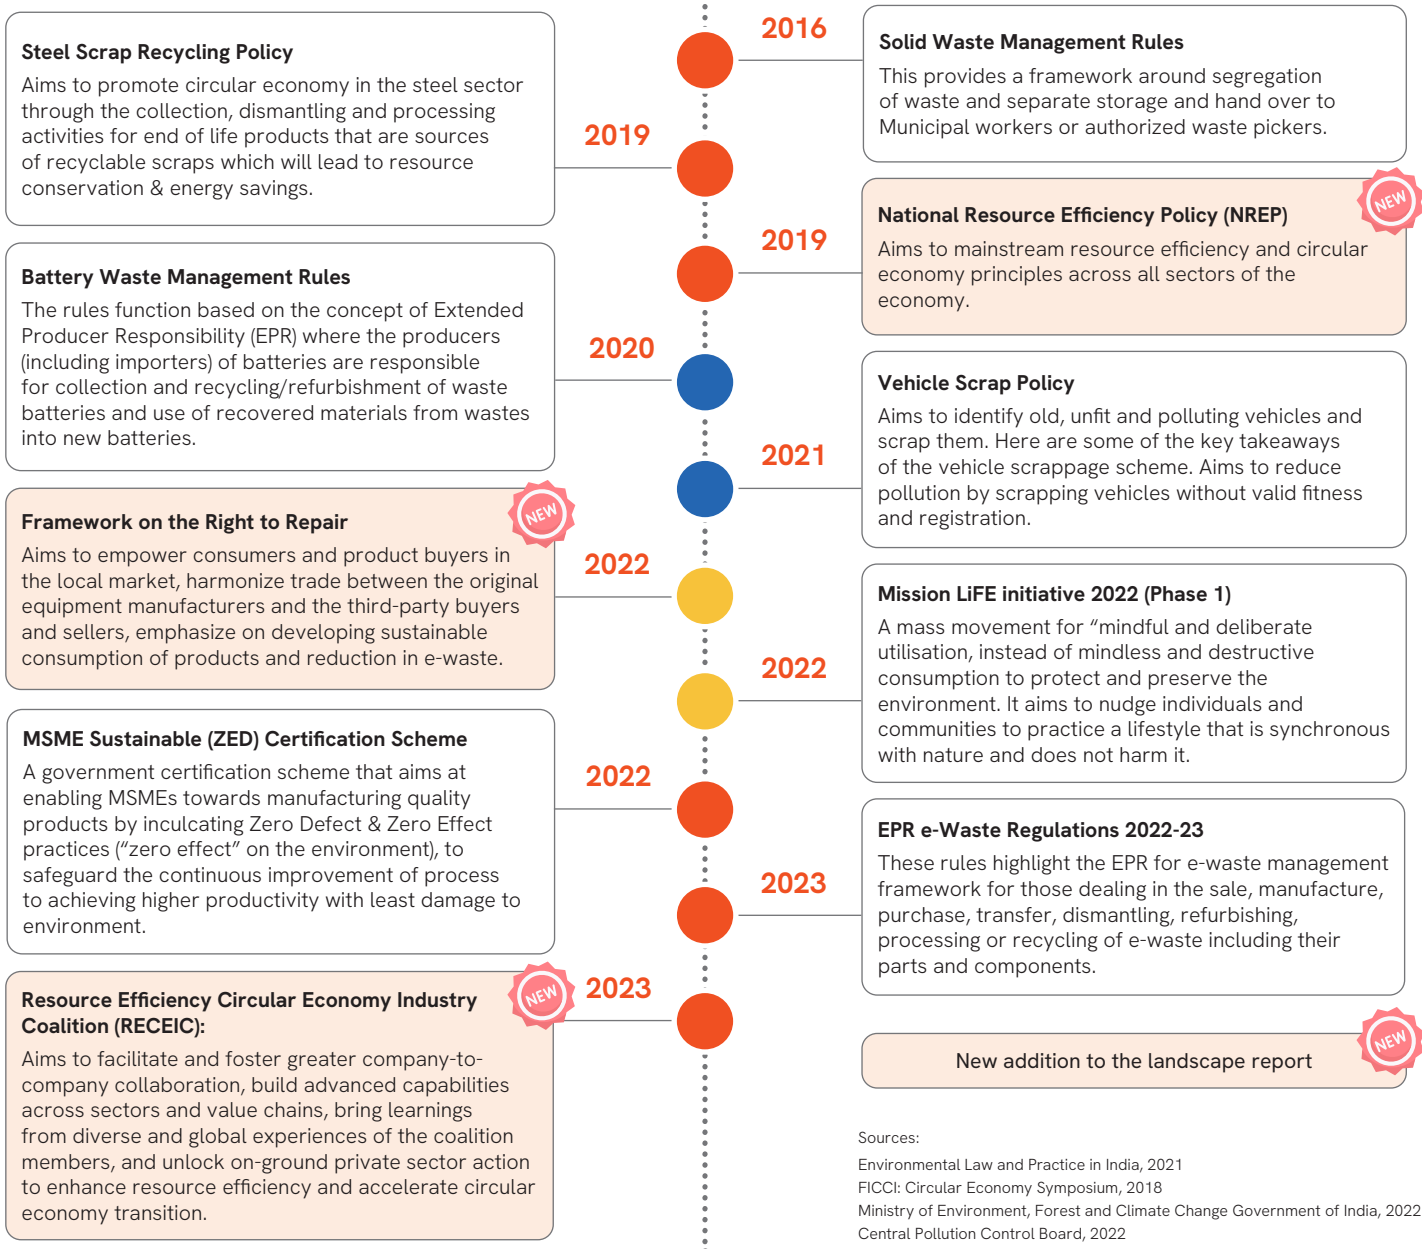 2016
Solid Waste Management Rules
This provides a framework around segregation
of waste and separate storage and hand over to
Municipal workers or authorized waste pickers.
Steel Scrap Recycling Policy
Aims to promote circular economy in the steel sector
through the collection, dismantling and processing
activities for end of life products that are sources
of recyclable scraps which will lead to resource
conservation & energy savings.
2019
2019
NEW
National Resource Efficiency Policy (NREP)
Aims to mainstream resource efficiency and circular
economy principles across all sectors of the
economy.
Battery Waste Management Rules
The rules function based on the concept of Extended
Producer Responsibility (EPR) where the producers
(including importers) of batteries are responsible
for collection and recycling/refurbishment of waste
batteries and use of recovered materials from wastes
into new batteries.
2020
2021
Vehicle Scrap Policy
Aims to identify old, unfit and polluting vehicles and
scrap them. Here are some of the key takeaways
of the vehicle scrappage scheme. Aims to reduce
pollution by scrapping vehicles without valid fitness
and registration.
NEW
Framework on the Right to Repair
Aims to empower consumers and product buyers in
the local market, harmonize trade between the original
equipment manufacturers and the third-party buyers
and sellers, emphasize on developing sustainable
consumption of products and reduction in e-waste.
2022
2022
Mission LiFE initiative 2022 (Phase 1)
A mass movement for “mindful and deliberate
utilisation, instead of mindless and destructive
consumption to protect and preserve the
environment. It aims to nudge individuals and
communities to practice a lifestyle that is synchronous
with nature and does not harm it.
MSME Sustainable (ZED) Certification Scheme
A government certification scheme that aims at
enabling MSMEs towards manufacturing quality
products by inculcating Zero Defect & Zero Effect
practices (“zero effect” on the environment), to
safeguard the continuous improvement of process
to achieving higher productivity with least damage to
environment.
2022
2023
EPR e-Waste Regulations 2022-23
These rules highlight the EPR for e-waste management
framework for those dealing in the sale, manufacture,
purchase, transfer, dismantling, refurbishing,
processing or recycling of e-waste including their
parts and components.
NEW
Resource Efficiency Circular Economy Industry
Coalition (RECEIC):
Aims to facilitate and foster greater company-to-
company collaboration, build advanced capabilities
across sectors and value chains, bring learnings
from diverse and global experiences of the coalition
members, and unlock on-ground private sector action
to enhance resource efficiency and accelerate circular
economy transition.
2023
NEW
New addition to the landscape report
Sources:
Environmental Law and Practice in India, 2021
FICCI: Circular Economy Symposium, 2018
Ministry of Environment, Forest and Climate Change Government of India, 2022
Central Pollution Control Board, 2022